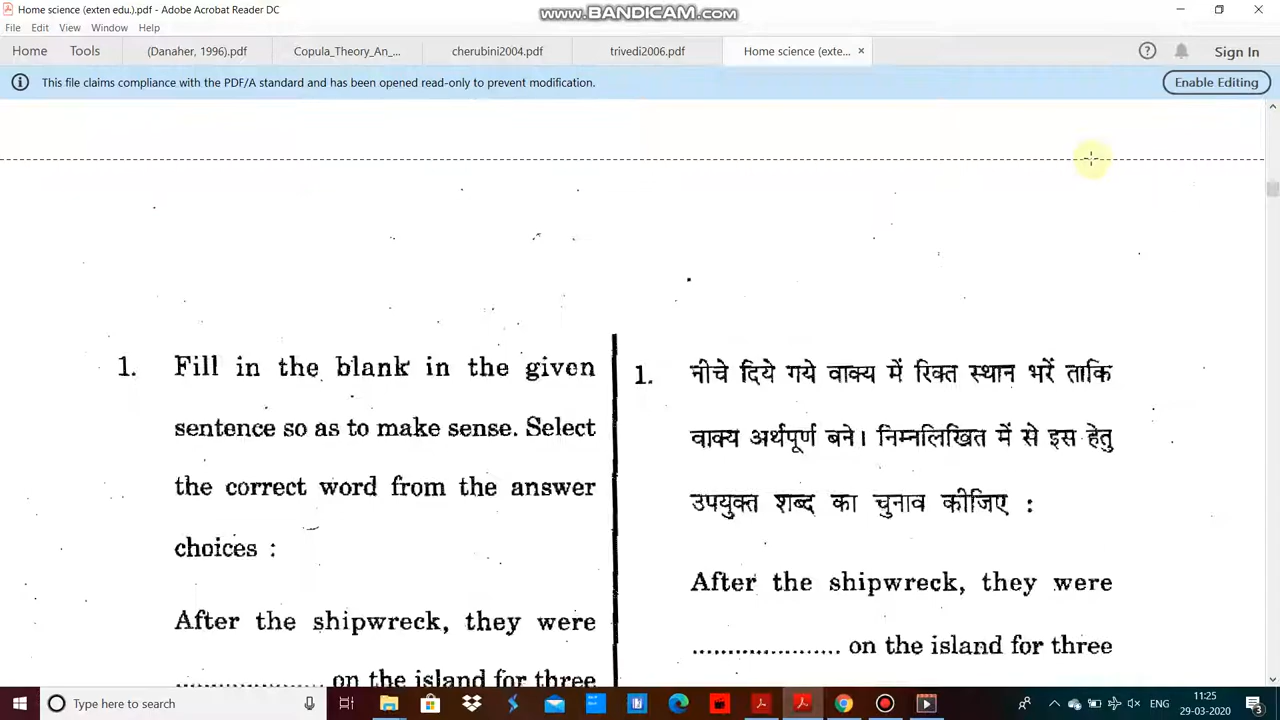 Home science (exten edu.).pdf - Adobe Acrobat Reader DC
WWW.BANDICAM.COM
File Edit View Window Help
Home Tools (Danaher, 1996).pdf Copula_Theory_An_... cherubini2004.pdf trivedi2006.pdf Home science (exte... × Sign In
This file claims compliance with the PDF/A standard and has been opened read-only to prevent modification. Enable Editing
1. Fill in the blank in the given
sentence so as to make sense. Select
the correct word from the answer
choices :
After the shipwreck, they were
..................... on the island for three
1. नीचे दिये गये वाक्य में रिक्त स्थान भरें ताकि
वाक्य अर्थपूर्ण बने। निम्नलिखित में से इस हेतु
उपयुक्त शब्द का चुनाव कीजिए :
After the shipwreck, they were
..................... on the island for three
Type here to search
ENG
11:25
29-03-2020
3